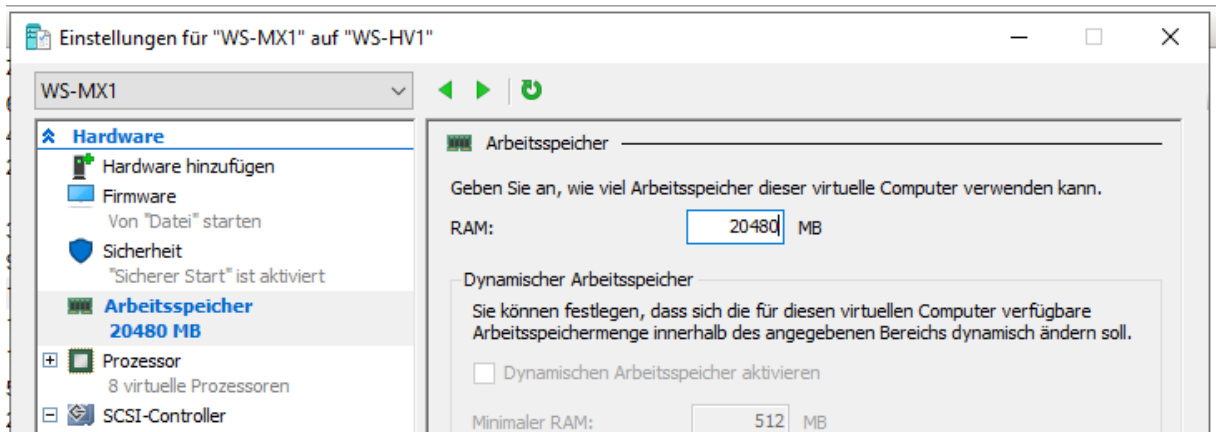 Einstellungen für "WS-MX1" auf "WS-HV1"
WS-MX1
Hardware
Hardware hinzufügen
Firmware
Von "Datei" starten
Sicherheit
"Sicherer Start" ist aktiviert
Arbeitsspeicher
20480 MB
Prozessor
8 virtuelle Prozessoren
SCSI-Controller
Arbeitsspeicher
Geben Sie an, wie viel Arbeitsspeicher dieser virtuelle Computer verwenden kann.
RAM: 20480 MB
Dynamischer Arbeitsspeicher
Sie können festlegen, dass sich die für diesen virtuellen Computer verfügbare
Arbeitsspeichermenge innerhalb des angegebenen Bereichs dynamisch ändern soll.
Dynamischen Arbeitsspeicher aktivieren
Minimaler RAM: 512 MB